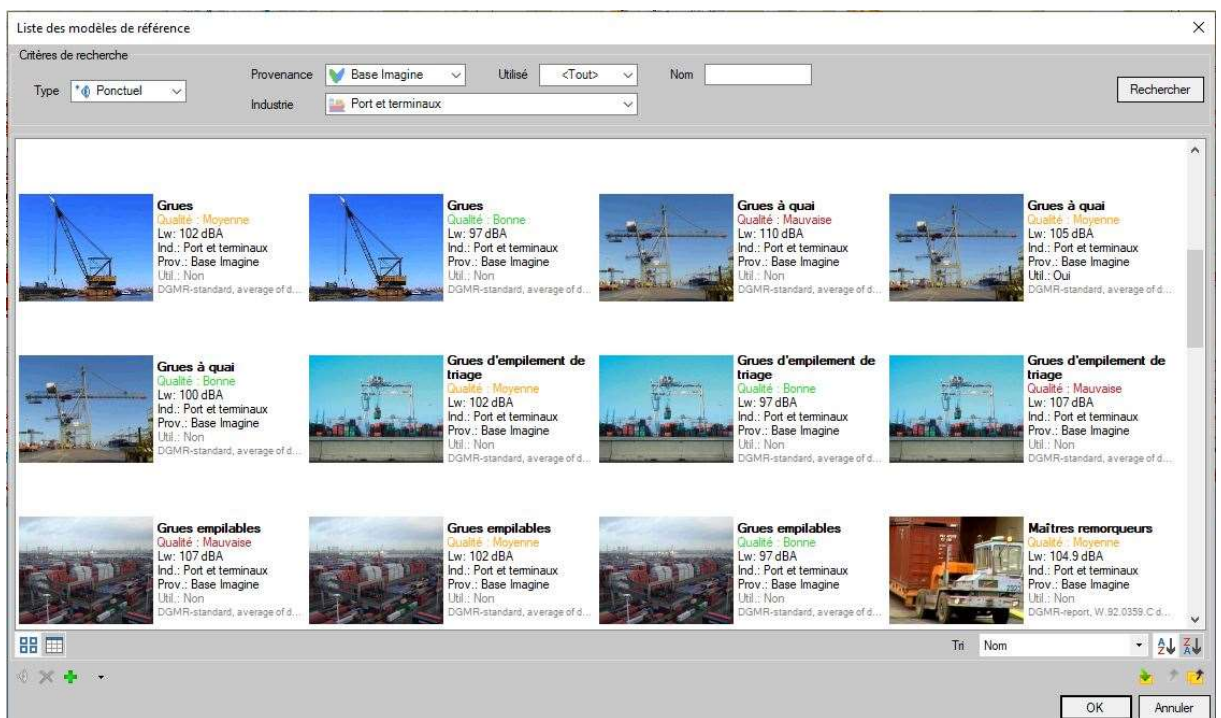 Liste des modèles de référence
Critères de recherche
Type
Ponctuel
Provenance
Base Imagine
Utilisé
<Tout>
Nom
Industrie
Port et terminaux
Rechercher
Grues
Qualité : Moyenne
Lw: 102 dBA
Ind.: Port et terminaux
Prov.: Base Imagine
Util.: Non
DGMR-standard, average of d...
Grues
Qualité : Bonne
Lw: 97 dBA
Ind.: Port et terminaux
Prov.: Base Imagine
Util.: Non
DGMR-standard, average of d...
Grues à quai
Qualité : Mauvaise
Lw: 110 dBA
Ind.: Port et terminaux
Prov.: Base Imagine
Util.: Non
DGMR-standard, average of d...
Grues à quai
Qualité : Moyenne
Lw: 105 dBA
Ind.: Port et terminaux
Prov.: Base Imagine
Util.: Oui
DGMR-standard, average of d...
Grues à quai
Qualité : Bonne
Lw: 100 dBA
Ind.: Port et terminaux
Prov.: Base Imagine
Util.: Non
DGMR-standard, average of d...
Grues d'empilement de
triage
Qualité : Moyenne
Lw: 102 dBA
Ind.: Port et terminaux
Prov.: Base Imagine
Util.: Non
DGMR-standard, average of d...
Grues d'empilement de
triage
Qualité : Bonne
Lw: 97 dBA
Ind.: Port et terminaux
Prov.: Base Imagine
Util.: Non
DGMR-standard, average of d...
Grues d'empilement de
triage
Qualité : Mauvaise
Lw: 107 dBA
Ind.: Port et terminaux
Prov.: Base Imagine
Util.: Non
DGMR-standard, average of d...
Grues empilables
Qualité : Mauvaise
Lw: 107 dBA
Ind.: Port et terminaux
Prov.: Base Imagine
Util.: Non
DGMR-standard, average of d...
Grues empilables
Qualité : Moyenne
Lw: 102 dBA
Ind.: Port et terminaux
Prov.: Base Imagine
Util.: Non
DGMR-standard, average of d...
Grues empilables
Qualité : Bonne
Lw: 97 dBA
Ind.: Port et terminaux
Prov.: Base Imagine
Util.: Non
DGMR-standard, average of d...
Maîtres remorqueurs
Qualité : Moyenne
Lw: 104.9 dBA
Ind.: Port et terminaux
Prov.: Base Imagine
Util.: Non
DGMR-report, W.92.0359.C d...
Tri
Nom
OK
Annuler